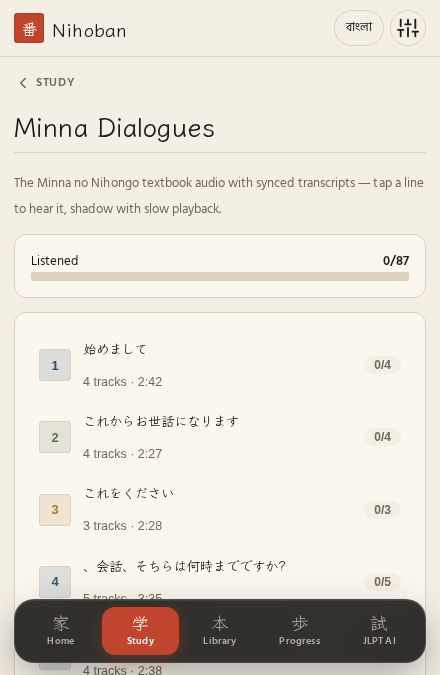 番 Nihoban
বাংলা
STUDY
Minna Dialogues
The Minna no Nihongo textbook audio with synced transcripts — tap a line
to hear it, shadow with slow playback.
Listened 0/87
1 始めまして 0/4
4 tracks · 2:42
2 これからお世話になります 0/4
4 tracks · 2:27
3 これをください 0/3
3 tracks · 2:28
4 、会話、そちらは何時までですか? 0/5
5 tracks · 3:35
家 学 本 歩 試
Home Study Library Progress JLPT AI
4 tracks · 2:38